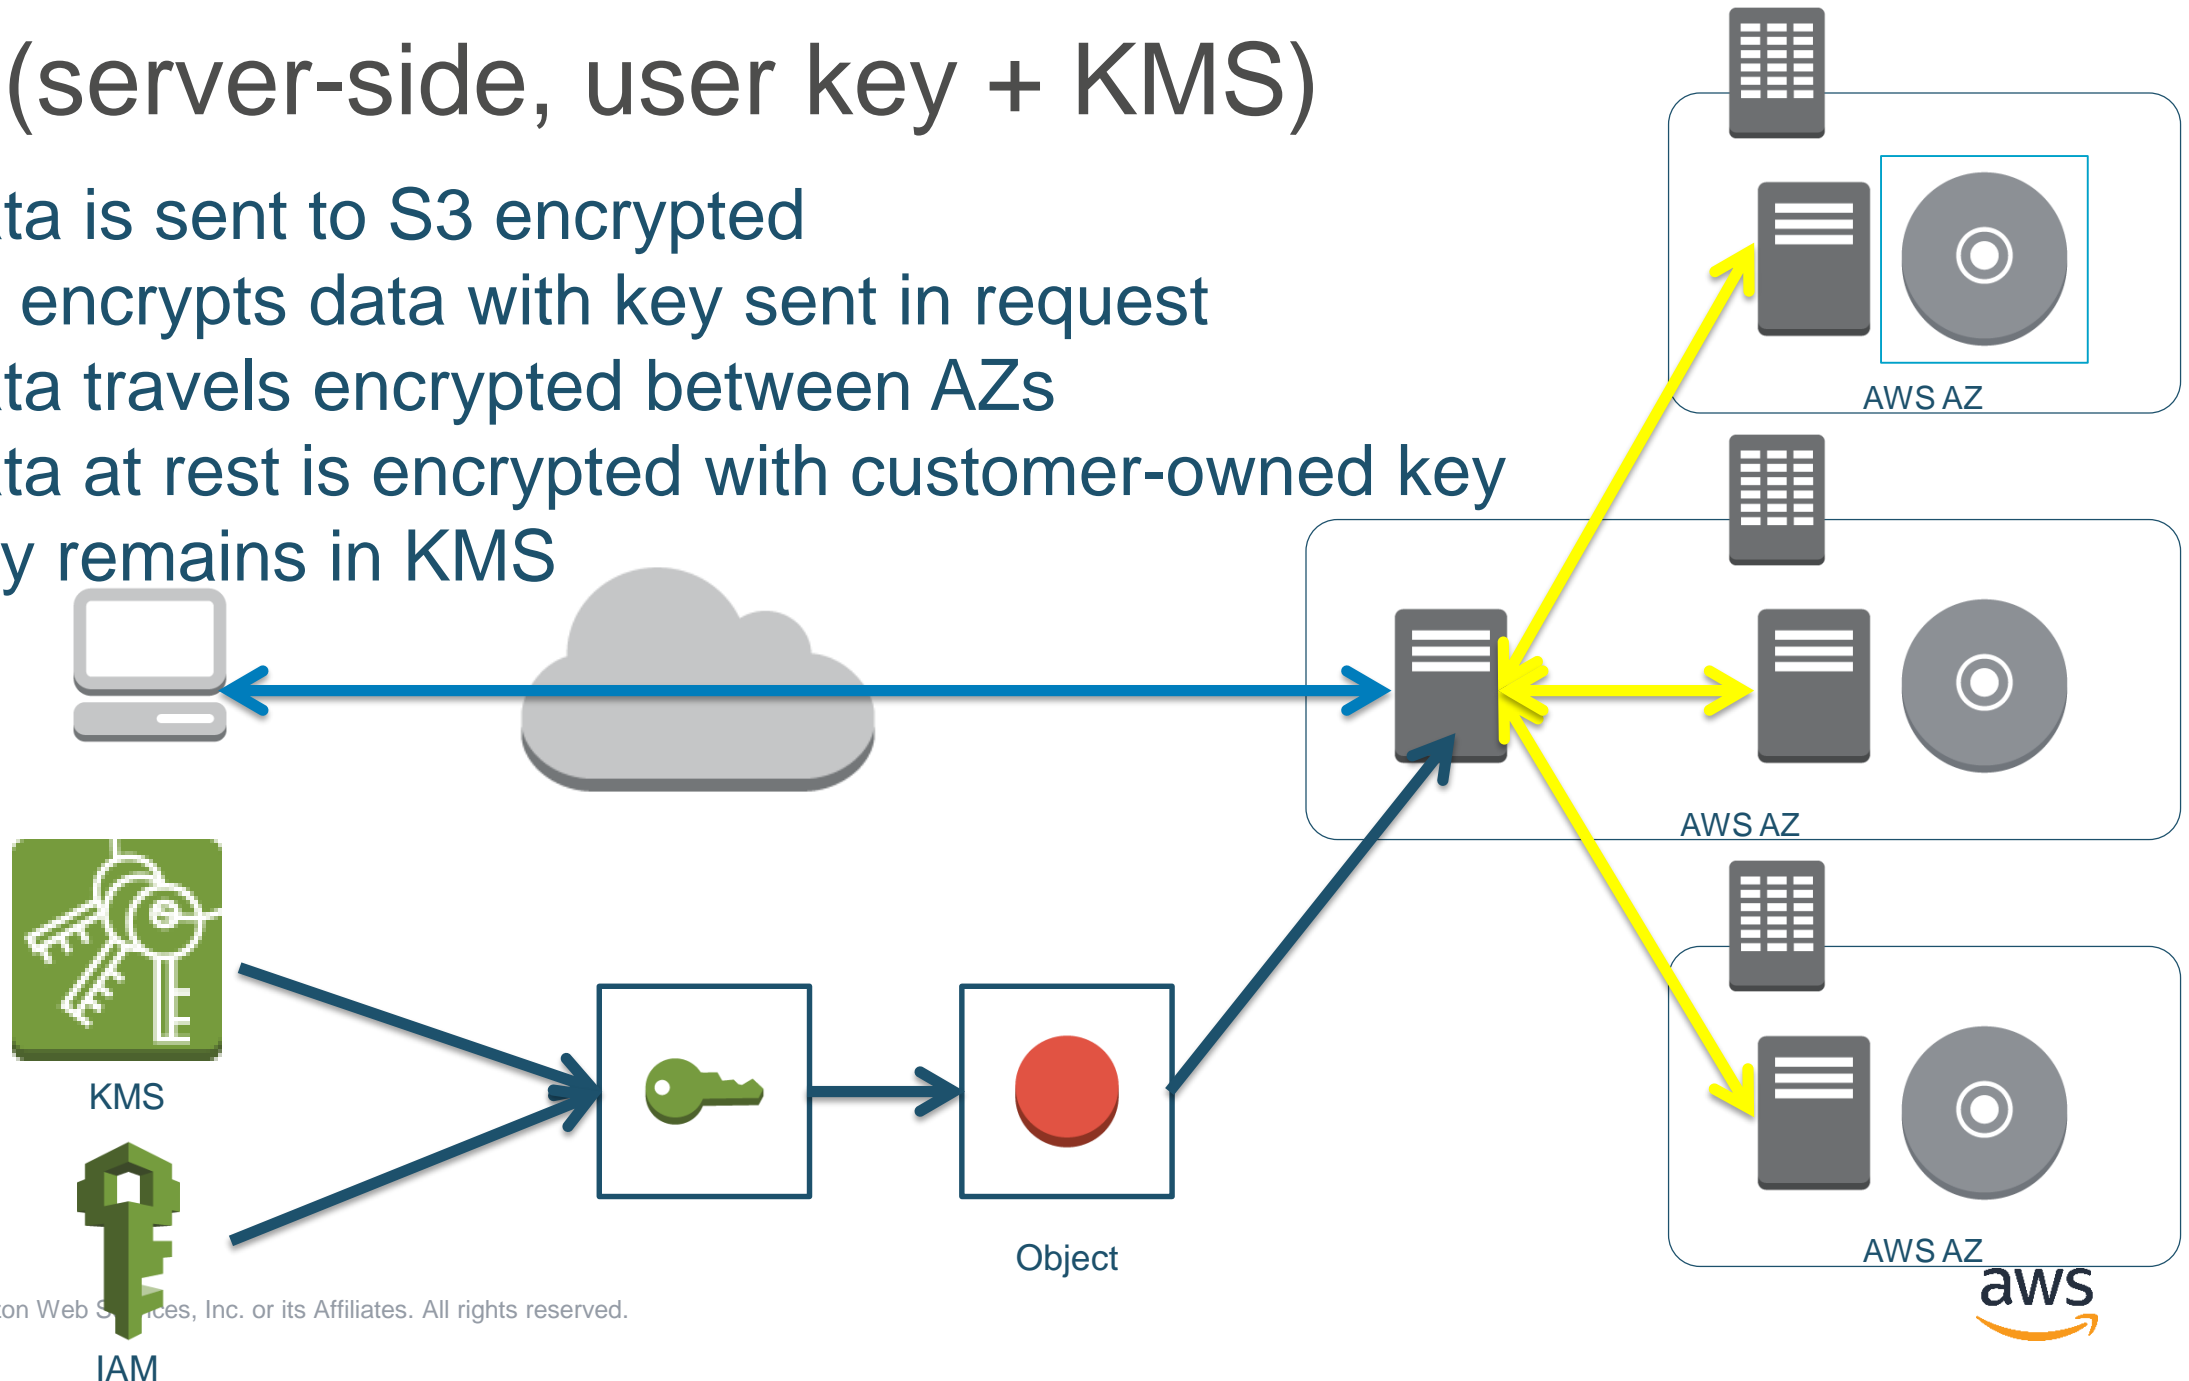 (server-side, user key + KMS)
ta is sent to S3 encrypted
encrypts data with key sent in request
ta travels encrypted between AZs
ta at rest is encrypted with customer-owned key
y remains in KMS
AWS AZ
AWS AZ
KMS
Object
AWS AZ
aws
on Web S ces, Inc. or its Affiliates. All rights reserved.
IAM